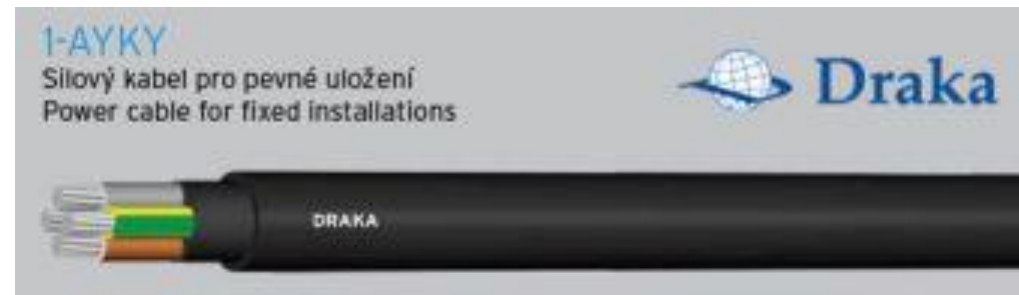 1-AYKY
Silový kabel pro pevné uložení
Power cable for fixed installations
Draka
DRAKA